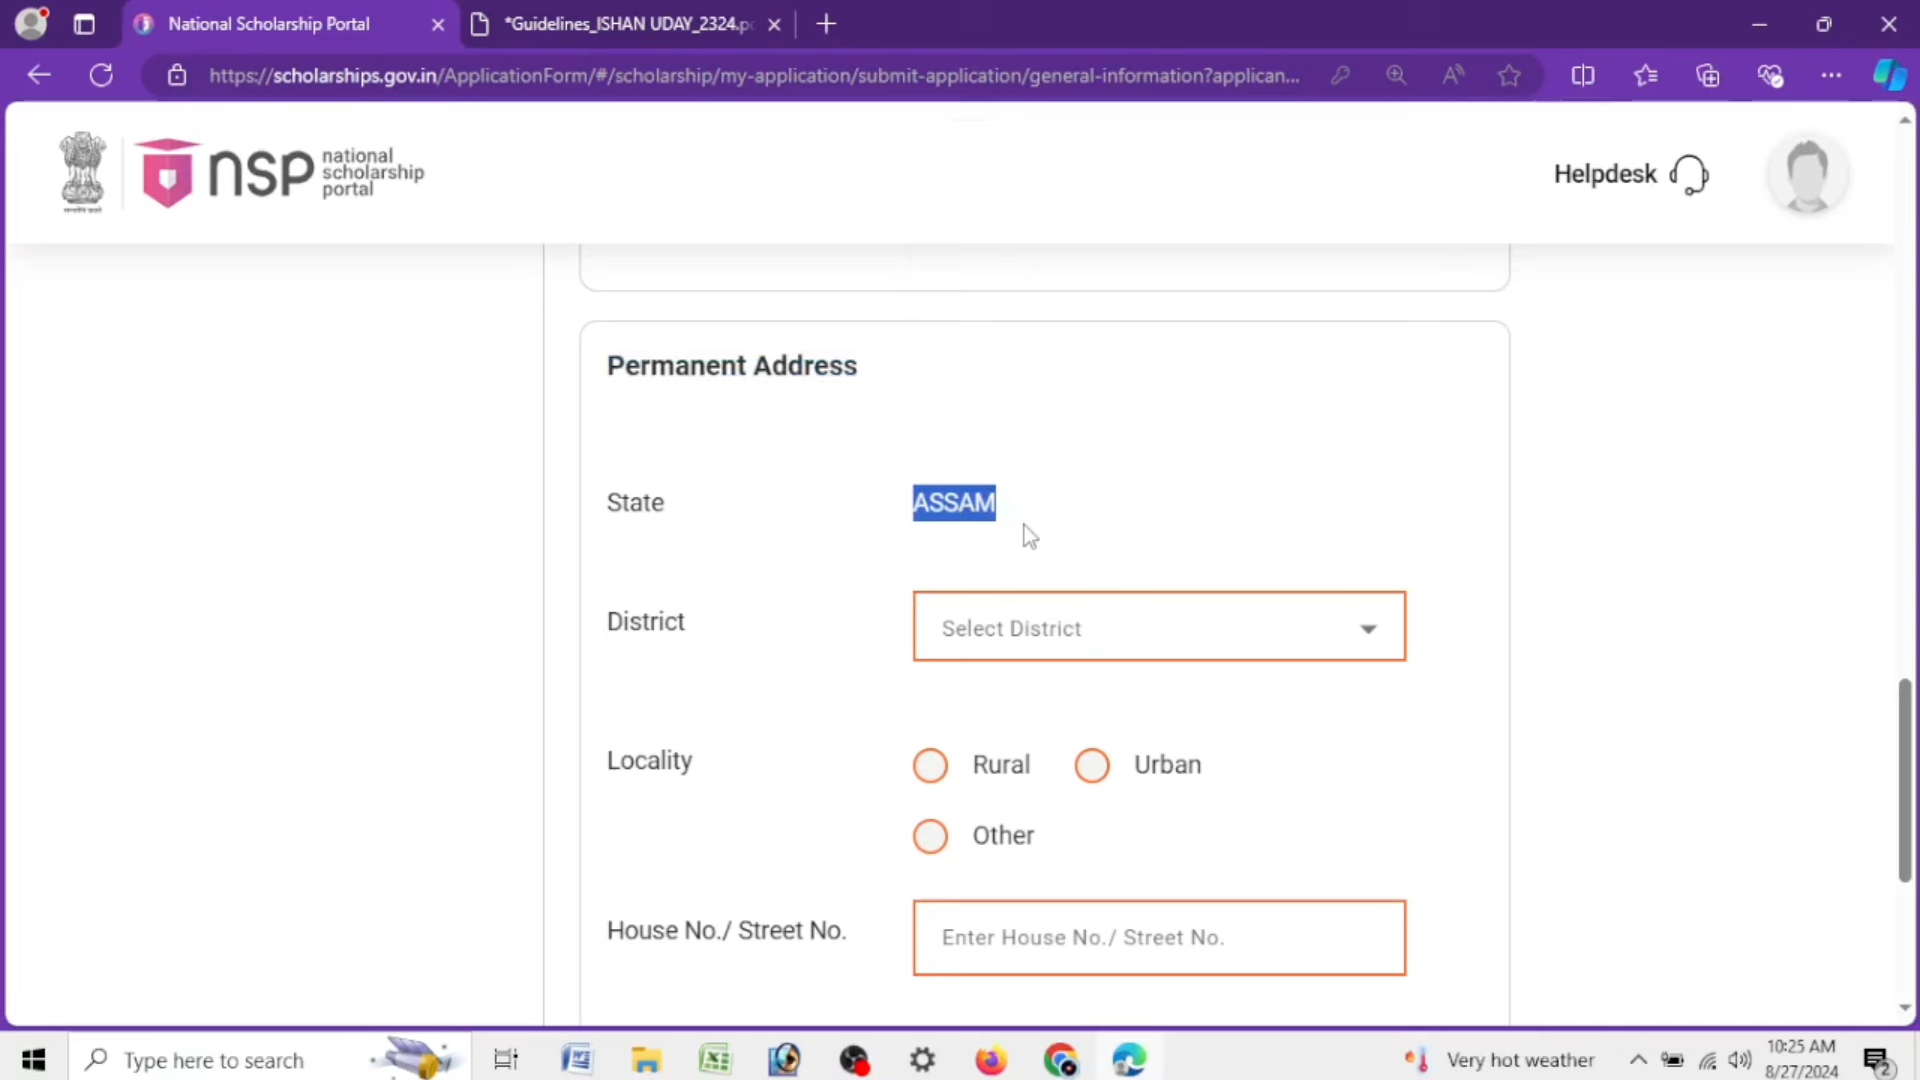 National Scholarship Portal
*Guidelines_ISHAN UDAY_2324.p
https://scholarships.gov.in/ApplicationForm/#/scholarship/my-application/submit-application/general-information?applican...
nsp national scholarship portal
Helpdesk
Permanent Address
State ASSAM
District Select District
Locality Rural Urban
Other
House No./ Street No. Enter House No./ Street No.
Type here to search
Very hot weather
10:25 AM
8/27/2024
2